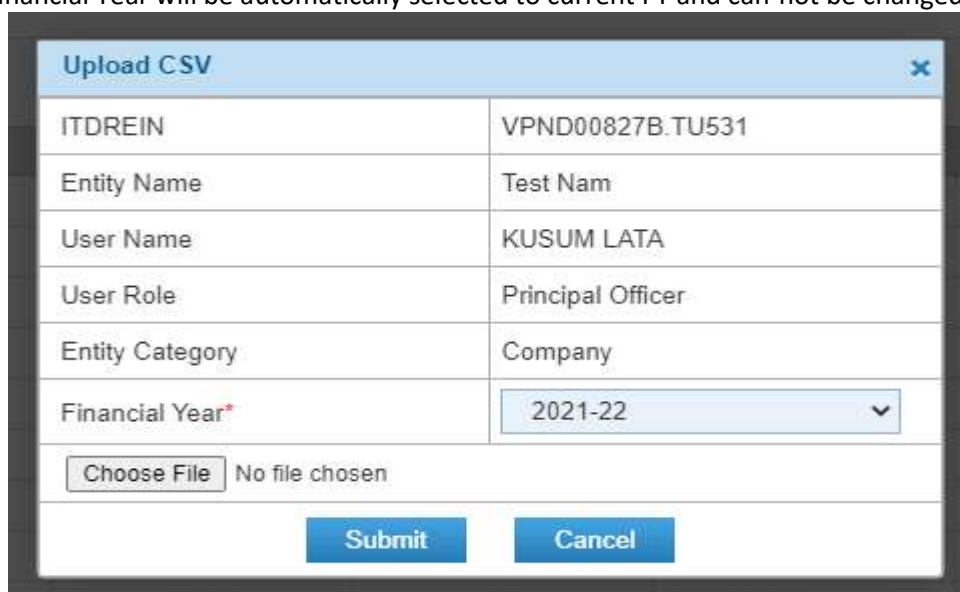 inancial Year will be automatically selected to current FY and can not be changed
Upload CSV
ITDREIN VPND00827B.TU531
Entity Name Test Nam
User Name KUSUM LATA
User Role Principal Officer
Entity Category Company
Financial Year* 2021-22
Choose File No file chosen
Submit Cancel